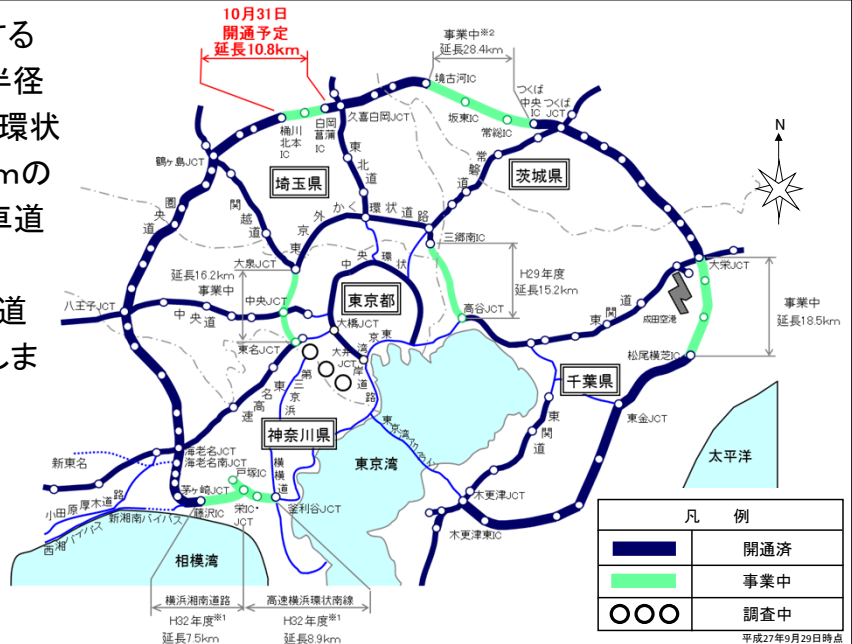 する
半径
環状
mの
車道
道
しま
10月31日
開通予定
延長10.8km
事業中※2
延長28.4km
境古河IC
つくば
中央
IC
つくば
JCT
坂東IC
常総IC
桶川
北本
IC
白岡
菖蒲
IC
久喜白岡JCT
東北道
常磐道
茨城県
N
鶴ヶ島JCT
埼玉県
圏央道
関越道
東京外かく環状道路
三郷南IC
大泉JCT
中央環状
延長16.2km
事業中
H29年度
延長15.2km
大栄JCT
東関道
成田空港
事業中
延長18.5km
八王子JCT
中央道
中央JCT
東京都
高谷JCT
大橋JCT
東名JCT
大井
JCT
東京湾岸道路
松尾横芝IC
千葉県
東名高速
第三京浜
東金JCT
神奈川県
東京湾
東京湾アクアライン
東関道
太平洋
海老名JCT
海老名南JCT
新東名
戸塚IC
横横道
茅ヶ崎JCT
木更津JCT
小田原厚木道路
新湘南バイパス
西湘バイパス
藤沢IC
栄IC・
JCT
釜利谷JCT
木更津東IC
相模湾
横浜湘南道路
高速横浜環状南線
H32年度※1
延長7.5km
H32年度※1
延長8.9km
凡 例
開通済
事業中
調査中
平成27年9月29日時点